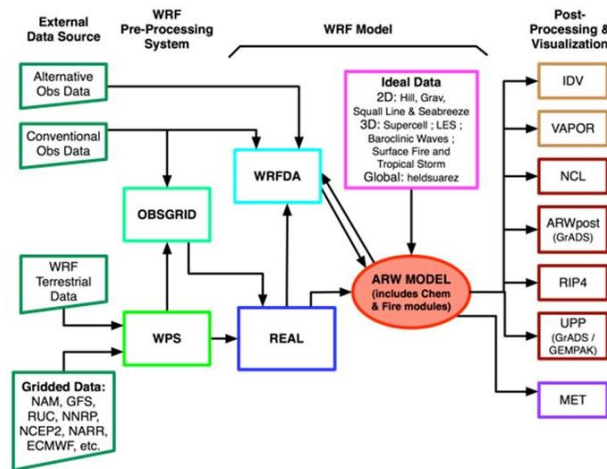 External
Data Source
WRF
Pre-Processing
System
WRF Model
Post-
Processing &
Visualization
Alternative
Obs Data
Conventional
Obs Data
WRF
Terrestrial
Data
Gridded Data:
NAM, GFS,
RUC, NNRP,
NCEP2, NARR,
ECMWF, etc.
OBSGRID
WPS
WRFDA
REAL
Ideal Data
2D: Hill, Grav,
Squall Line & Seabreeze
3D: Supercell ; LES ;
Baroclinic Waves ;
Surface Fire and
Tropical Storm
Global: heldsuarez
ARW MODEL
(includes Chem
& Fire modules)
IDV
VAPOR
NCL
ARWpost
(GrADS)
RIP4
UPP
(GrADS /
GEMPAK)
MET